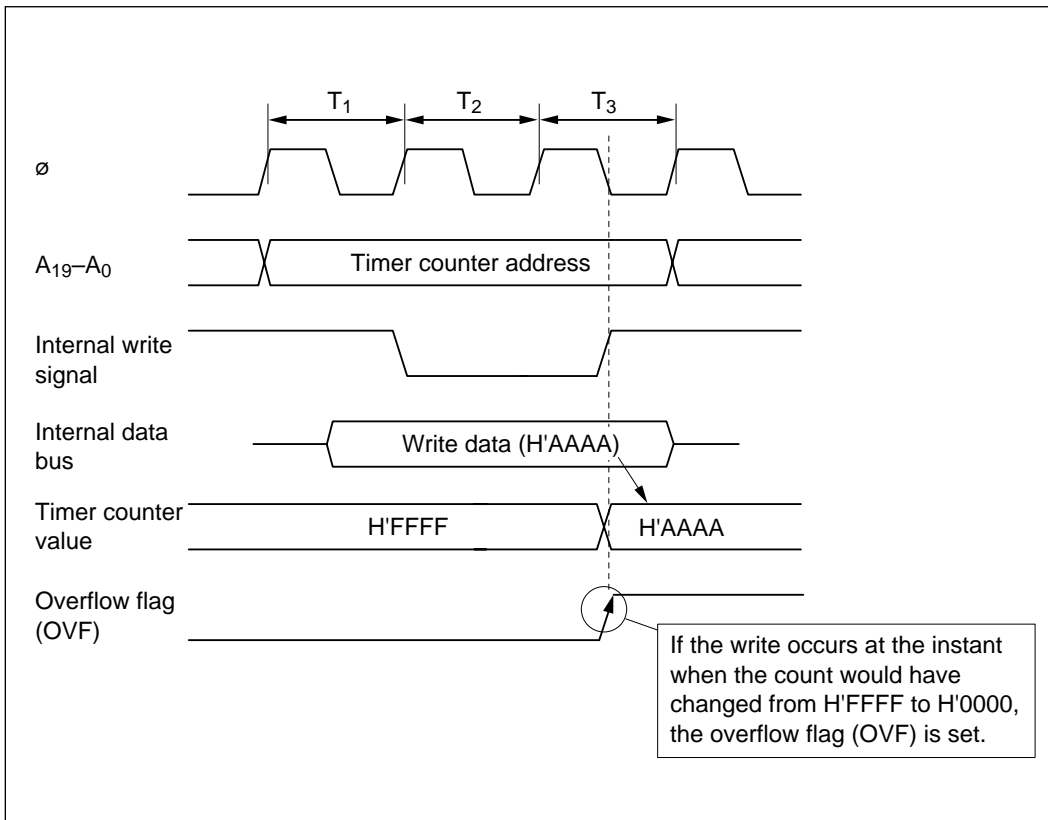 T₁ T₂ T₃
ø
A₁₉–A₀ Timer counter address
Internal write
signal
Internal data
bus
Write data (H'AAAA)
Timer counter
value
H'FFFF H'AAAA
Overflow flag
(OVF)
If the write occurs at the instant
when the count would have
changed from H'FFFF to H'0000,
the overflow flag (OVF) is set.